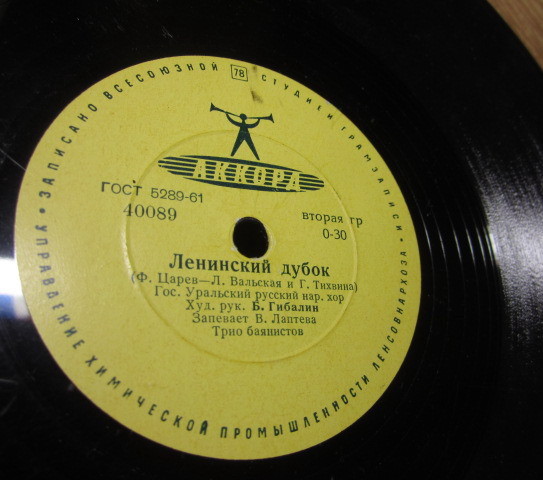 ЗАПИСАНО ВСЕСОЮЗНОЙ 78 СТУДИЕЙ ГРАМЗАПИСИ
АККОРД
ГОСТ 5289-61
40089
вторая гр
0-30
Ленинский дубок
(Ф. Царев—Л. Вальская и Г. Тихвина)
Гос. Уральский русский нар. хор
Худ. рук. Б. Гибалин
Запевает В. Лаптева
Трио баянистов
УПРАВЛЕНИЕ ХИМИЧЕСКОЙ ПРОМЫШЛЕННОСТИ ЛЕНСОВНАРХОЗА